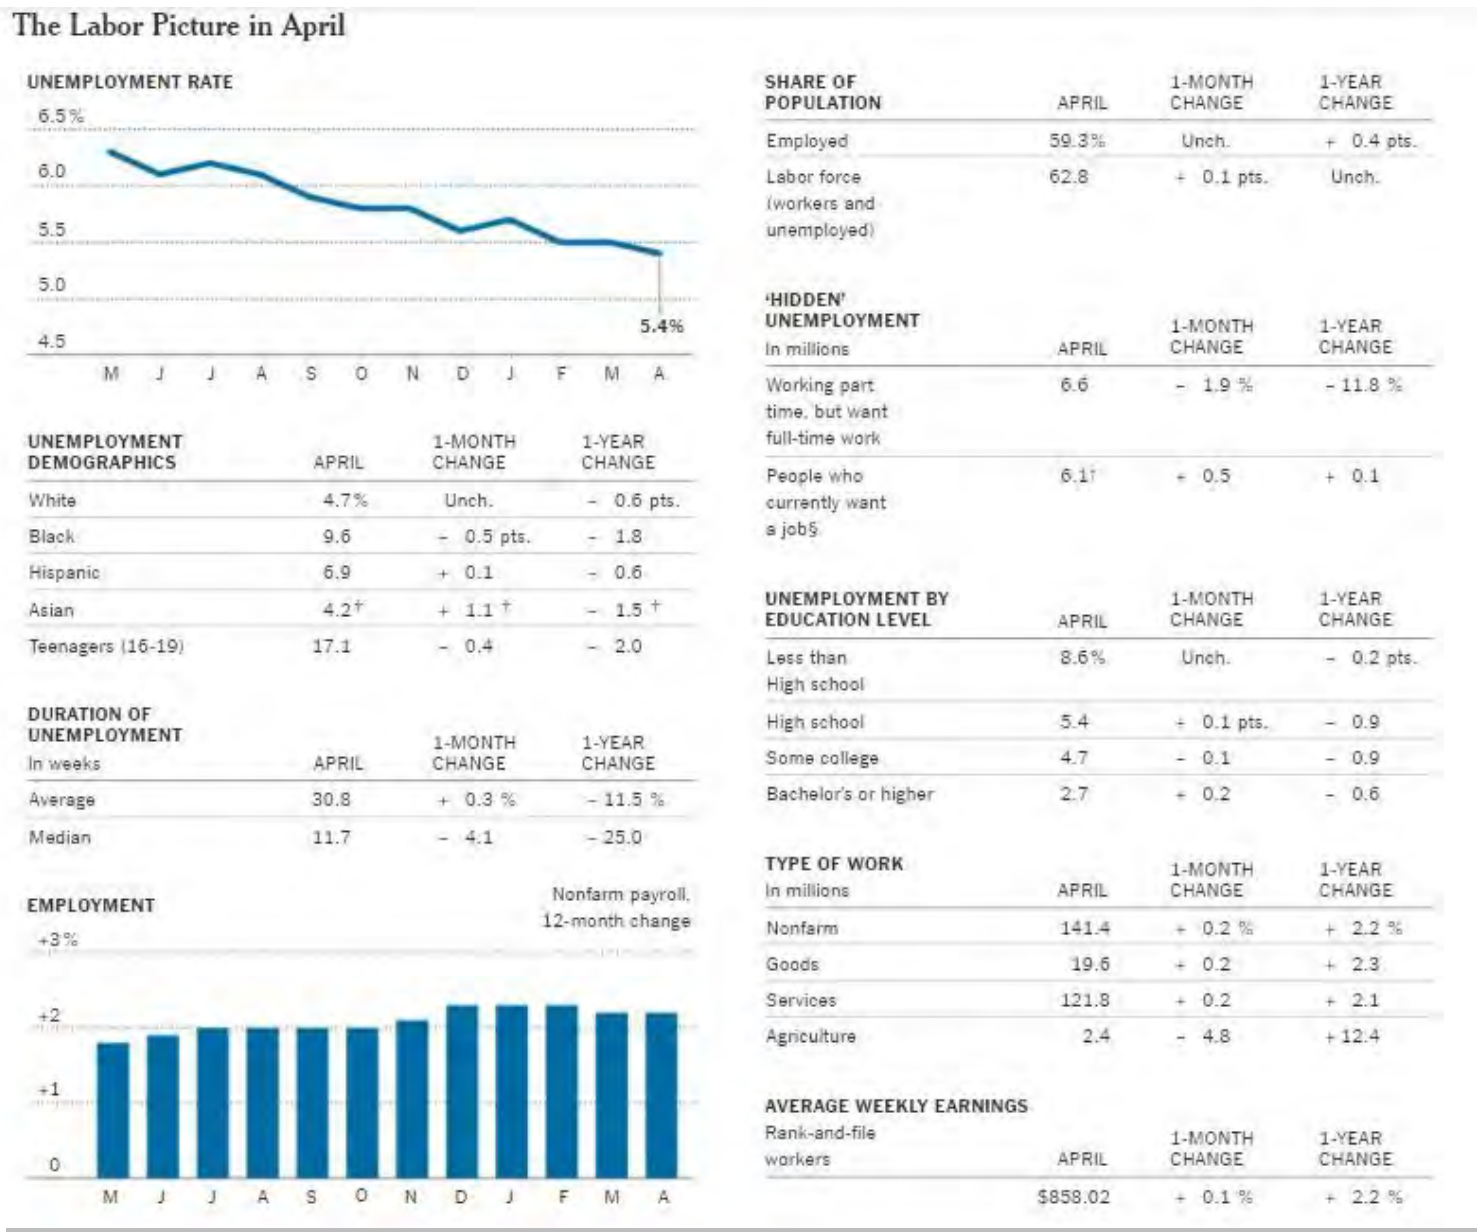 The Labor Picture in April
UNEMPLOYMENT RATE
6.5%
6.0
5.5
5.0
4.5
5.4%
M J J A S O N D J F M A
UNEMPLOYMENT DEMOGRAPHICS APRIL 1-MONTH CHANGE 1-YEAR CHANGE
White 4.7% Unch. – 0.6 pts.
Black 9.6 – 0.5 pts. – 1.8
Hispanic 6.9 + 0.1 – 0.6
Asian 4.2† + 1.1 † – 1.5 †
Teenagers (16-19) 17.1 – 0.4 – 2.0
DURATION OF
UNEMPLOYMENT
In weeks APRIL 1-MONTH CHANGE 1-YEAR CHANGE
Average 30.8 + 0.3 % – 11.5 %
Median 11.7 – 4.1 – 25.0
EMPLOYMENT
Nonfarm payroll,
12-month change
+3%
+2
+1
0
M J J A S O N D J F M A
SHARE OF
POPULATION APRIL 1-MONTH CHANGE 1-YEAR CHANGE
Employed 59.3% Unch. + 0.4 pts.
Labor force 62.8 + 0.1 pts. Unch.
(workers and
unemployed)
‘HIDDEN’
UNEMPLOYMENT
In millions APRIL 1-MONTH CHANGE 1-YEAR CHANGE
Working part 6.6 – 1.9 % – 11.8 %
time, but want
full-time work
People who 6.1† + 0.5 + 0.1
currently want
a job§
UNEMPLOYMENT BY
EDUCATION LEVEL APRIL 1-MONTH CHANGE 1-YEAR CHANGE
Less than 8.6% Unch. – 0.2 pts.
High school
High school 5.4 + 0.1 pts. – 0.9
Some college 4.7 – 0.1 – 0.9
Bachelor's or higher 2.7 + 0.2 – 0.6
TYPE OF WORK
In millions APRIL 1-MONTH CHANGE 1-YEAR CHANGE
Nonfarm 141.4 + 0.2 % + 2.2 %
Goods 19.6 + 0.2 + 2.3
Services 121.8 + 0.2 + 2.1
Agriculture 2.4 – 4.8 + 12.4
AVERAGE WEEKLY EARNINGS
Rank-and-file
workers APRIL 1-MONTH CHANGE 1-YEAR CHANGE
$858.02 + 0.1 % + 2.2 %